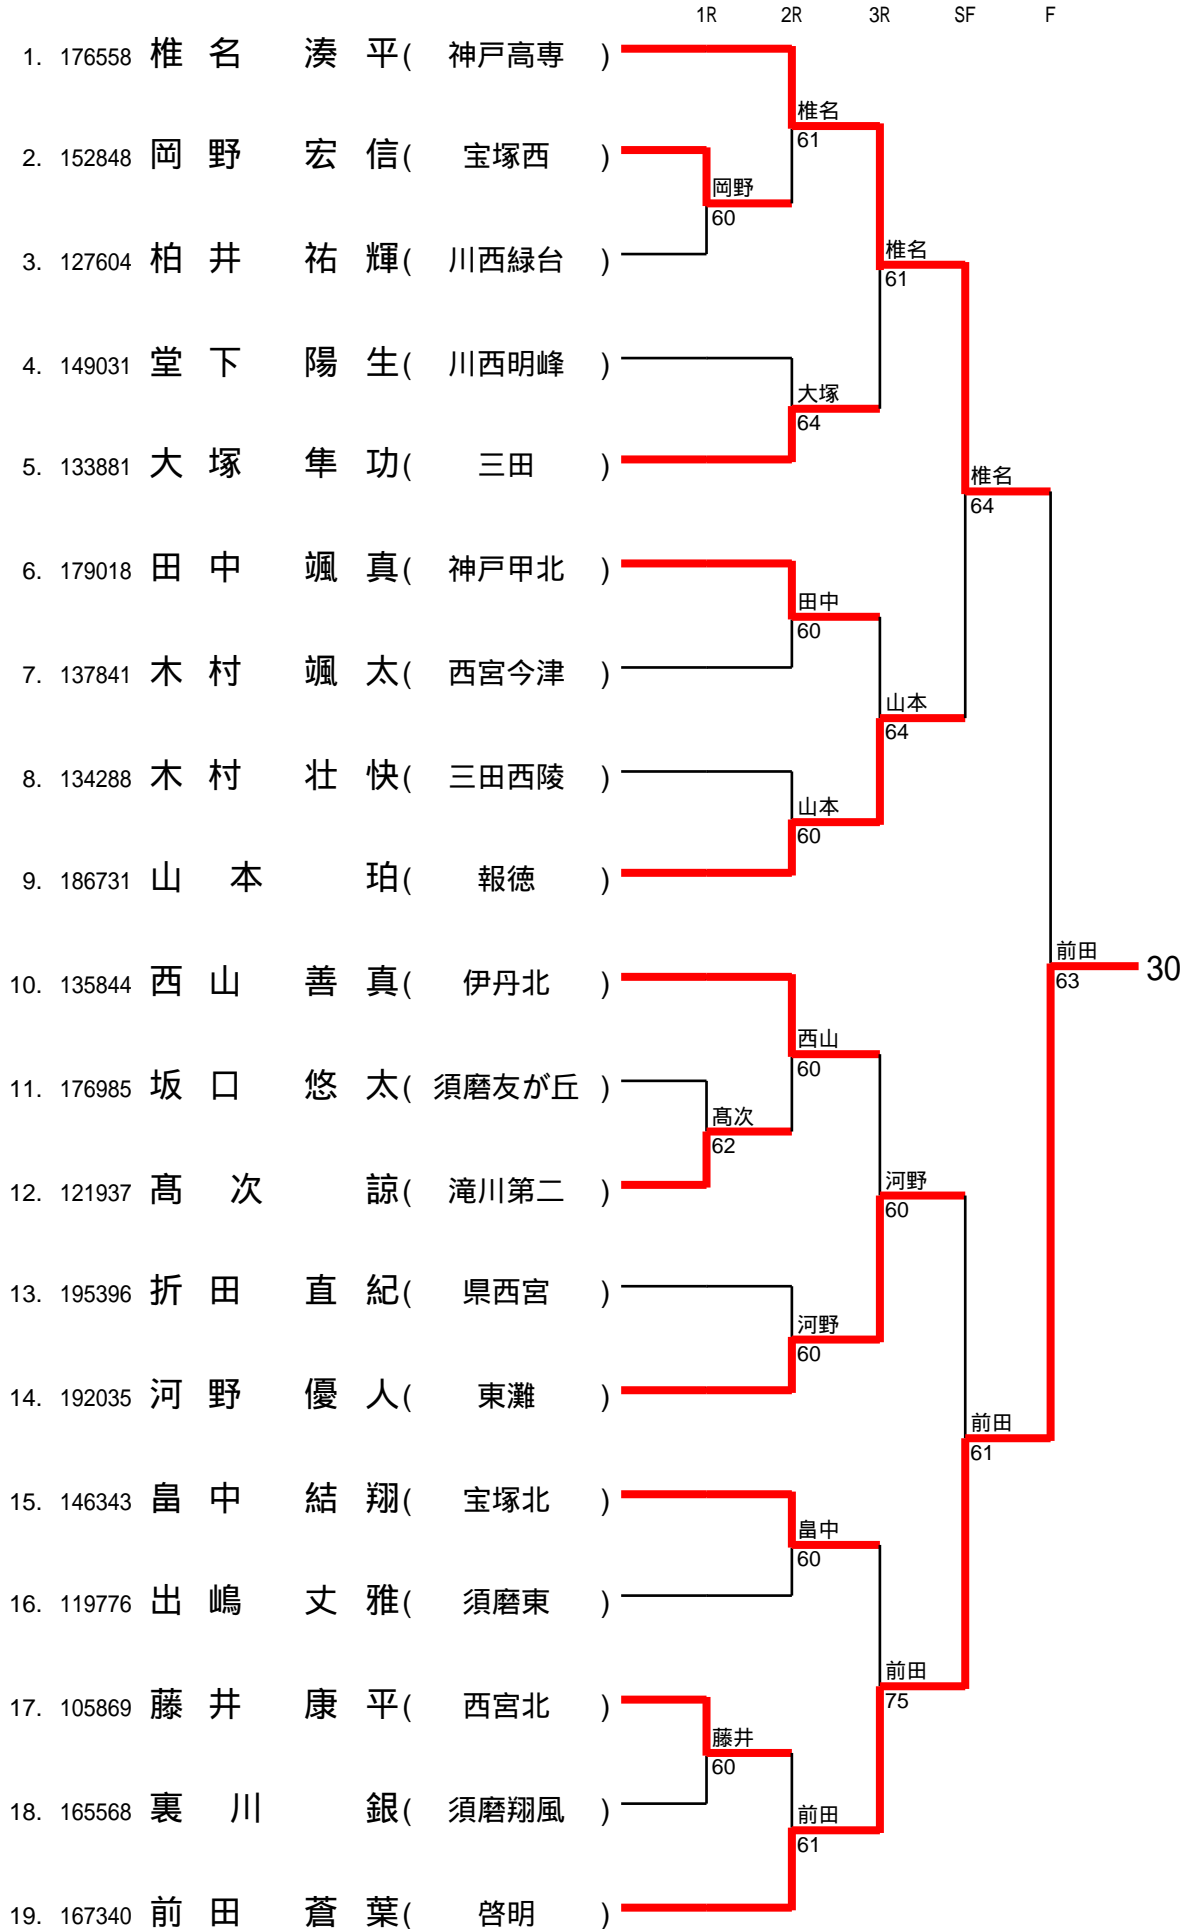 1R 2R 3R SF F
1. 176558 椎名 湊平( 神戸高専 )
椎名
61
2. 152848 岡野 宏信( 宝塚西 )
岡野
60
3. 127604 柏井 祐輝( 川西緑台 )
椎名
61
4. 149031 堂下 陽生( 川西明峰 )
大塚
64
5. 133881 大塚 隼功( 三田 )
椎名
64
6. 179018 田中 颯真( 神戸甲北 )
田中
60
7. 137841 木村 颯太( 西宮今津 )
山本
64
8. 134288 木村 壮快( 三田西陵 )
山本
60
9. 186731 山本 珀( 報徳 )
前田
63
30
10. 135844 西山 善真( 伊丹北 )
西山
60
11. 176985 坂口 悠太( 須磨友が丘 )
髙次
62
12. 121937 髙次 諒( 滝川第二 )
河野
60
13. 195396 折田 直紀( 県西宮 )
河野
60
14. 192035 河野 優人( 東灘 )
前田
61
15. 146343 畠中 結翔( 宝塚北 )
畠中
60
16. 119776 出嶋 丈雅( 須磨東 )
前田
75
17. 105869 藤井 康平( 西宮北 )
藤井
60
18. 165568 裏川 銀( 須磨翔風 )
前田
61
19. 167340 前田 蒼葉( 啓明 )